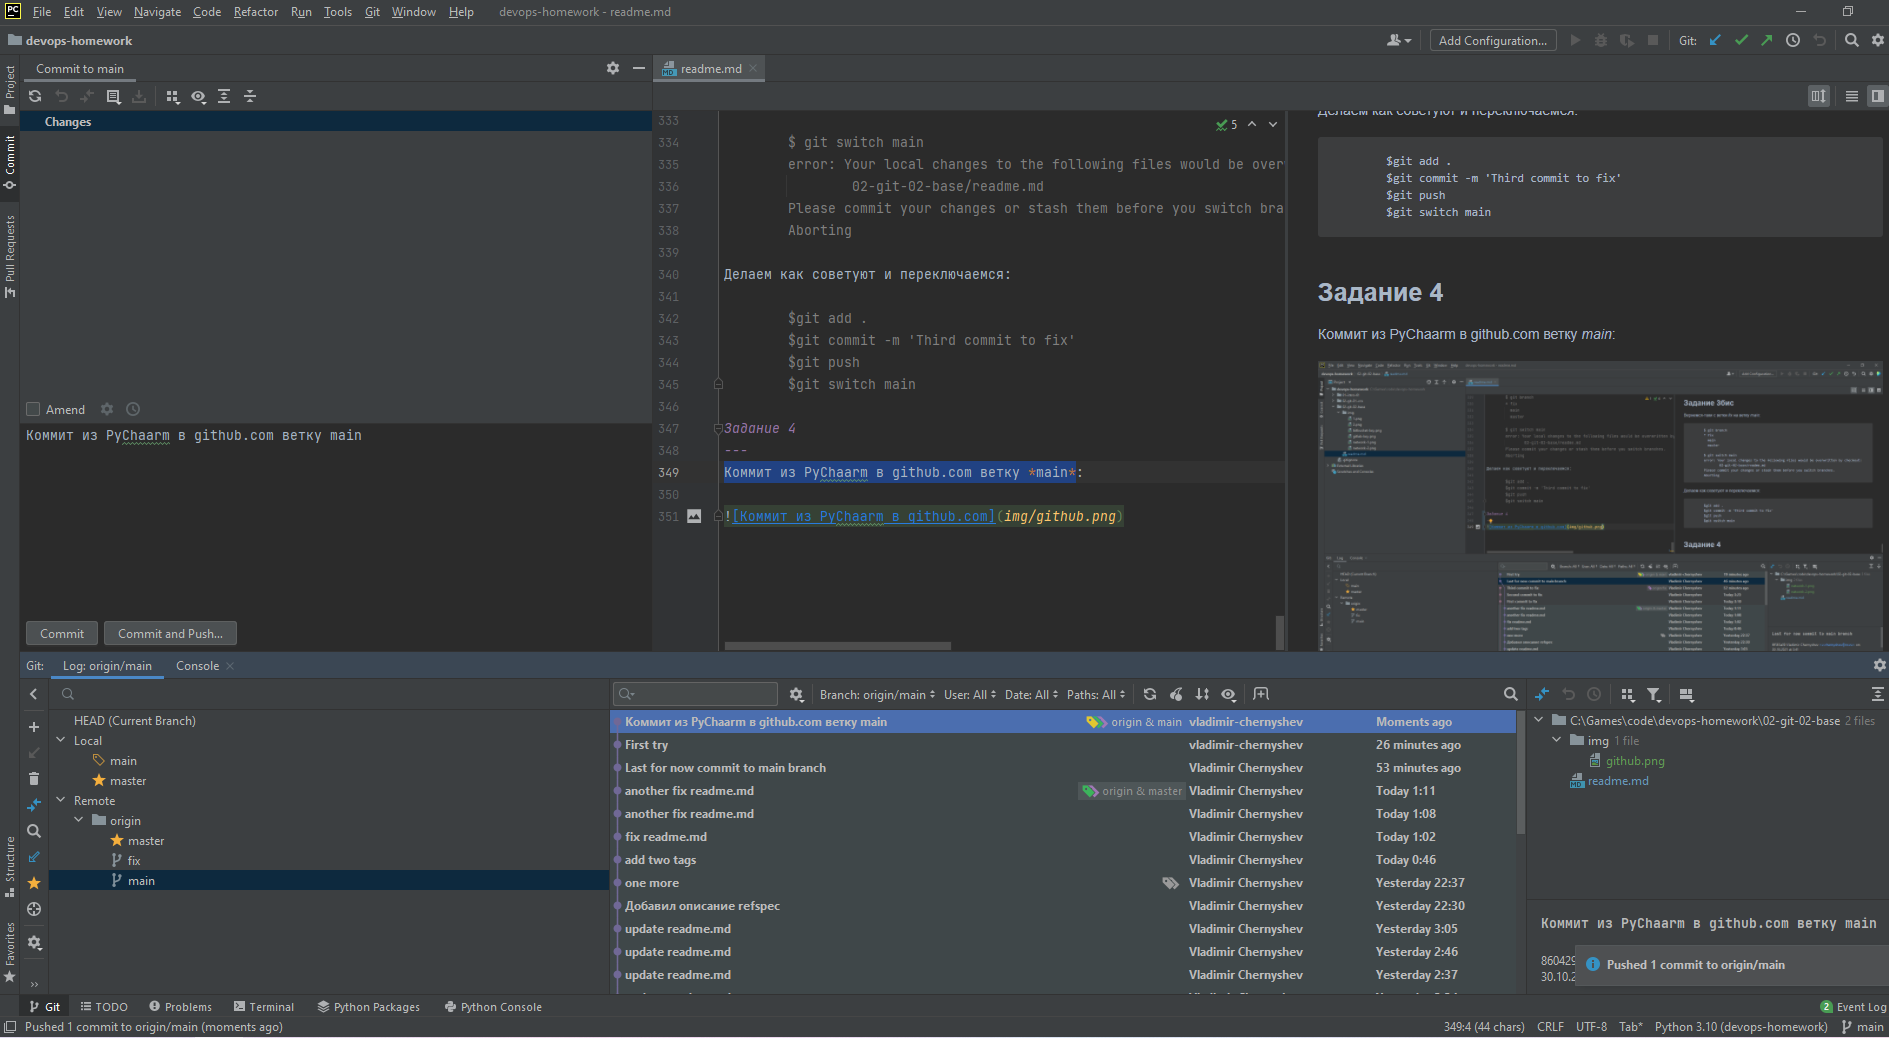 PC File Edit View Navigate Code Refactor Run Tools Git Window Help devops-homework - readme.md
devops-homework Add Configuration... Git:
Project
Commit
Pull Requests
Structure
Favorites
Commit to main
Changes
Amend
Коммит из PyChaarm в github.com ветку main
Commit Commit and Push...
readme.md
5
333
334 $ git switch main
335 error: Your local changes to the following files would be over
336 02-git-02-base/readme.md
337 Please commit your changes or stash them before you switch bra
338 Aborting
339
340 Делаем как советуют и переключаемся:
341
342 $git add .
343 $git commit -m 'Third commit to fix'
344 $git push
345 $git switch main
346
347 Задание 4
348 ---
349 Коммит из PyChaarm в github.com ветку *main*:
350
351 ![Коммит из PyChaarm в github.com](img/github.png)
Делаем как советуют и переключаемся:
$git add .
$git commit -m 'Third commit to fix'
$git push
$git switch main
Задание 4
Коммит из PyChaarm в github.com ветку main:
Задание 3бис
Задание 4
Git: Log: origin/main Console
HEAD (Current Branch)
Local
main
master
Remote
origin
master
fix
main
Branch: origin/main User: All Date: All Paths: All
Коммит из PyChaarm в github.com ветку main origin & main vladimir-chernyshev Moments ago
First try vladimir-chernyshev 26 minutes ago
Last for now commit to main branch Vladimir Chernyshev 53 minutes ago
another fix readme.md origin & master Vladimir Chernyshev Today 1:11
another fix readme.md Vladimir Chernyshev Today 1:08
fix readme.md Vladimir Chernyshev Today 1:02
add two tags Vladimir Chernyshev Today 0:46
one more Vladimir Chernyshev Yesterday 22:37
Добавил описание refspec Vladimir Chernyshev Yesterday 22:30
update readme.md Vladimir Chernyshev Yesterday 3:05
update readme.md Vladimir Chernyshev Yesterday 2:46
update readme.md Vladimir Chernyshev Yesterday 2:37
C:\Games\code\devops-homework\02-git-02-base 2 files
img 1 file
github.png
readme.md
Коммит из PyChaarm в github.com ветку main
860429
30.10.2
Pushed 1 commit to origin/main
Git TODO Problems Terminal Python Packages Python Console 2 Event Log
Pushed 1 commit to origin/main (moments ago) 349:4 (44 chars) CRLF UTF-8 Tab* Python 3.10 (devops-homework) main